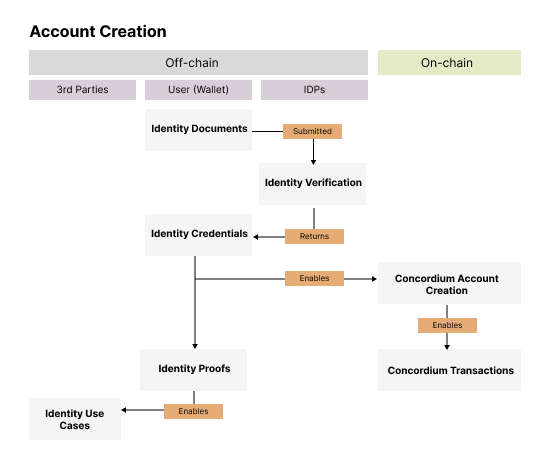 Account Creation
Off-chain
On-chain
3rd Parties
User (Wallet)
IDPs
Identity Documents
Submitted
Identity Verification
Identity Credentials
Returns
Enables
Concordium Account
Creation
Enables
Identity Proofs
Concordium Transactions
Enables
Identity Use
Cases